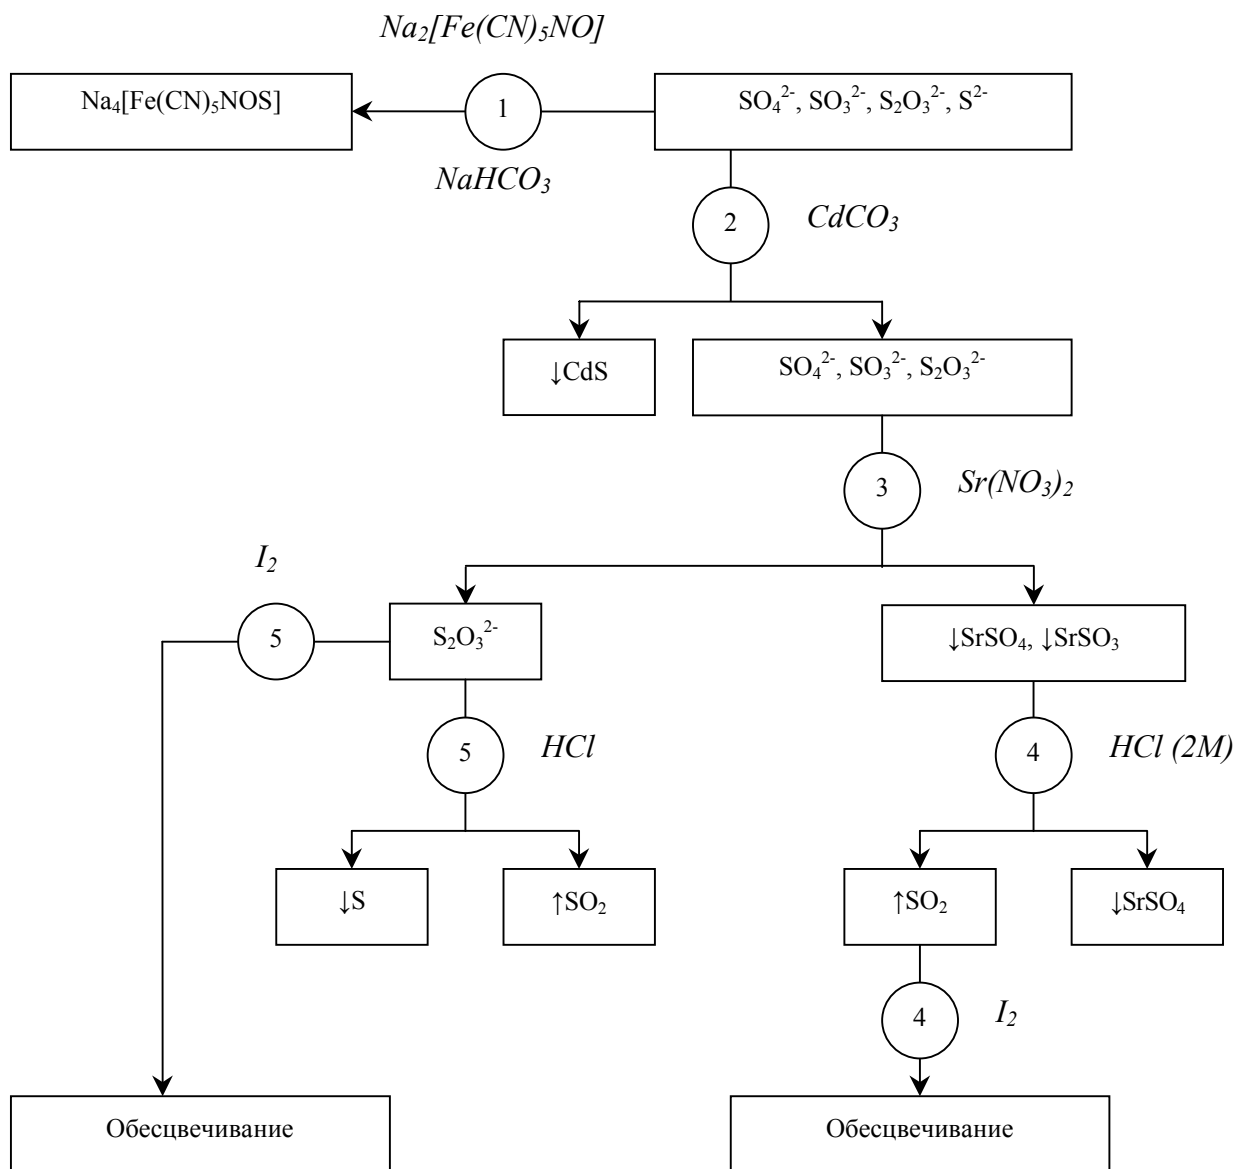 Na₂[Fe(CN)₅NO]
Na₄[Fe(CN)₅NOS]
1
SO₄²⁻, SO₃²⁻, S₂O₃²⁻, S²⁻
NaHCO₃
2
CdCO₃
↓CdS
SO₄²⁻, SO₃²⁻, S₂O₃²⁻
3
Sr(NO₃)₂
I₂
5
S₂O₃²⁻
↓SrSO₄, ↓SrSO₃
5
HCl
4
HCl (2M)
↓S
↑SO₂
↑SO₂
↓SrSO₄
4
I₂
Обесцвечивание
Обесцвечивание